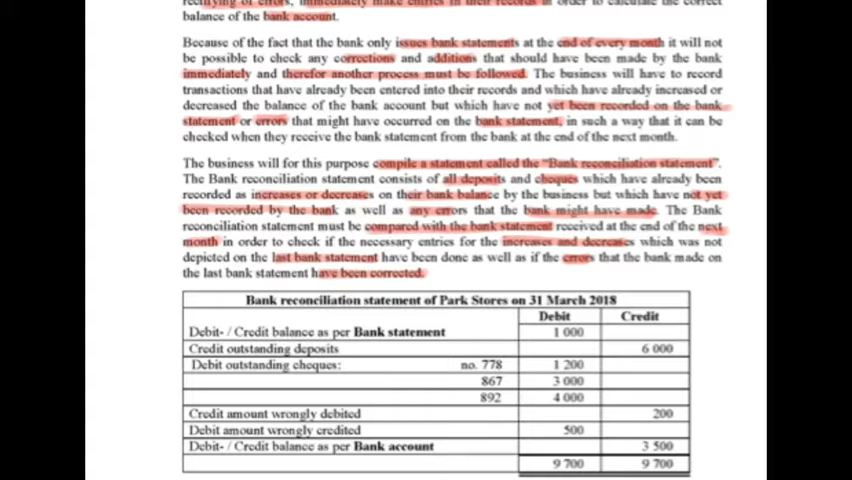 rectifying of errors, immediately make entries in their records in order to calculate the correct
balance of the bank account.
Because of the fact that the bank only issues bank statements at the end of every month it will not
be possible to check any corrections and additions that should have been made by the bank
immediately and therefor another process must be followed. The business will have to record
transactions that have already been entered into their records and which have already increased or
decreased the balance of the bank account but which have not yet been recorded on the bank
statement or errors that might have occurred on the bank statement, in such a way that it can be
checked when they receive the bank statement from the bank at the end of the next month.
The business will for this purpose compile a statement called the "Bank reconciliation statement".
The Bank reconciliation statement consists of all deposits and cheques which have already been
recorded as increases or decreases on their bank balance by the business but which have not yet
been recorded by the bank as well as any errors that the bank might have made. The Bank
reconciliation statement must be compared with the bank statement received at the end of the next
month in order to check if the necessary entries for the increases and decreases which was not
depicted on the last bank statement have been done as well as if the errors that the bank made on
the last bank statement have been corrected.
Bank reconciliation statement of Park Stores on 31 March 2018
Debit Credit
Debit- / Credit balance as per Bank statement 1 000
Credit outstanding deposits 6 000
Debit outstanding cheques: no. 778 1 200
867 3 000
892 4 000
Credit amount wrongly debited 200
Debit amount wrongly credited 500
Debit- / Credit balance as per Bank account 3 500
9 700 9 700